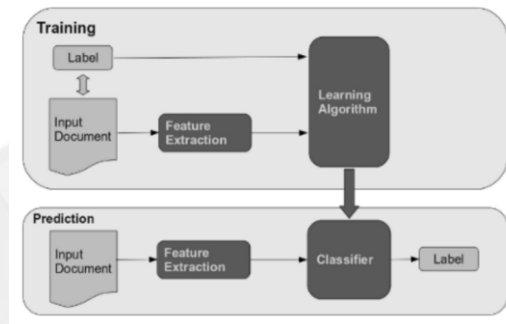 Training
Label
Learning
Algorithm
Input
Document
Feature
Extraction
Prediction
Input
Document
Feature
Extraction
Classifier
Label